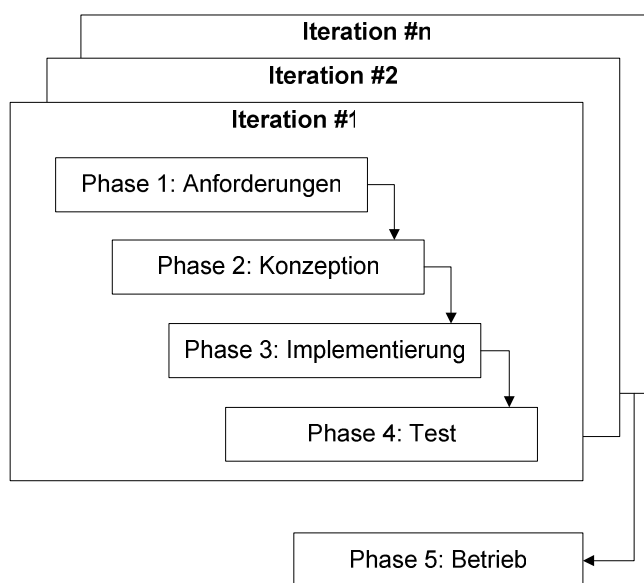 Iteration #n
Iteration #2
Iteration #1
Phase 1: Anforderungen
Phase 2: Konzeption
Phase 3: Implementierung
Phase 4: Test
Phase 5: Betrieb